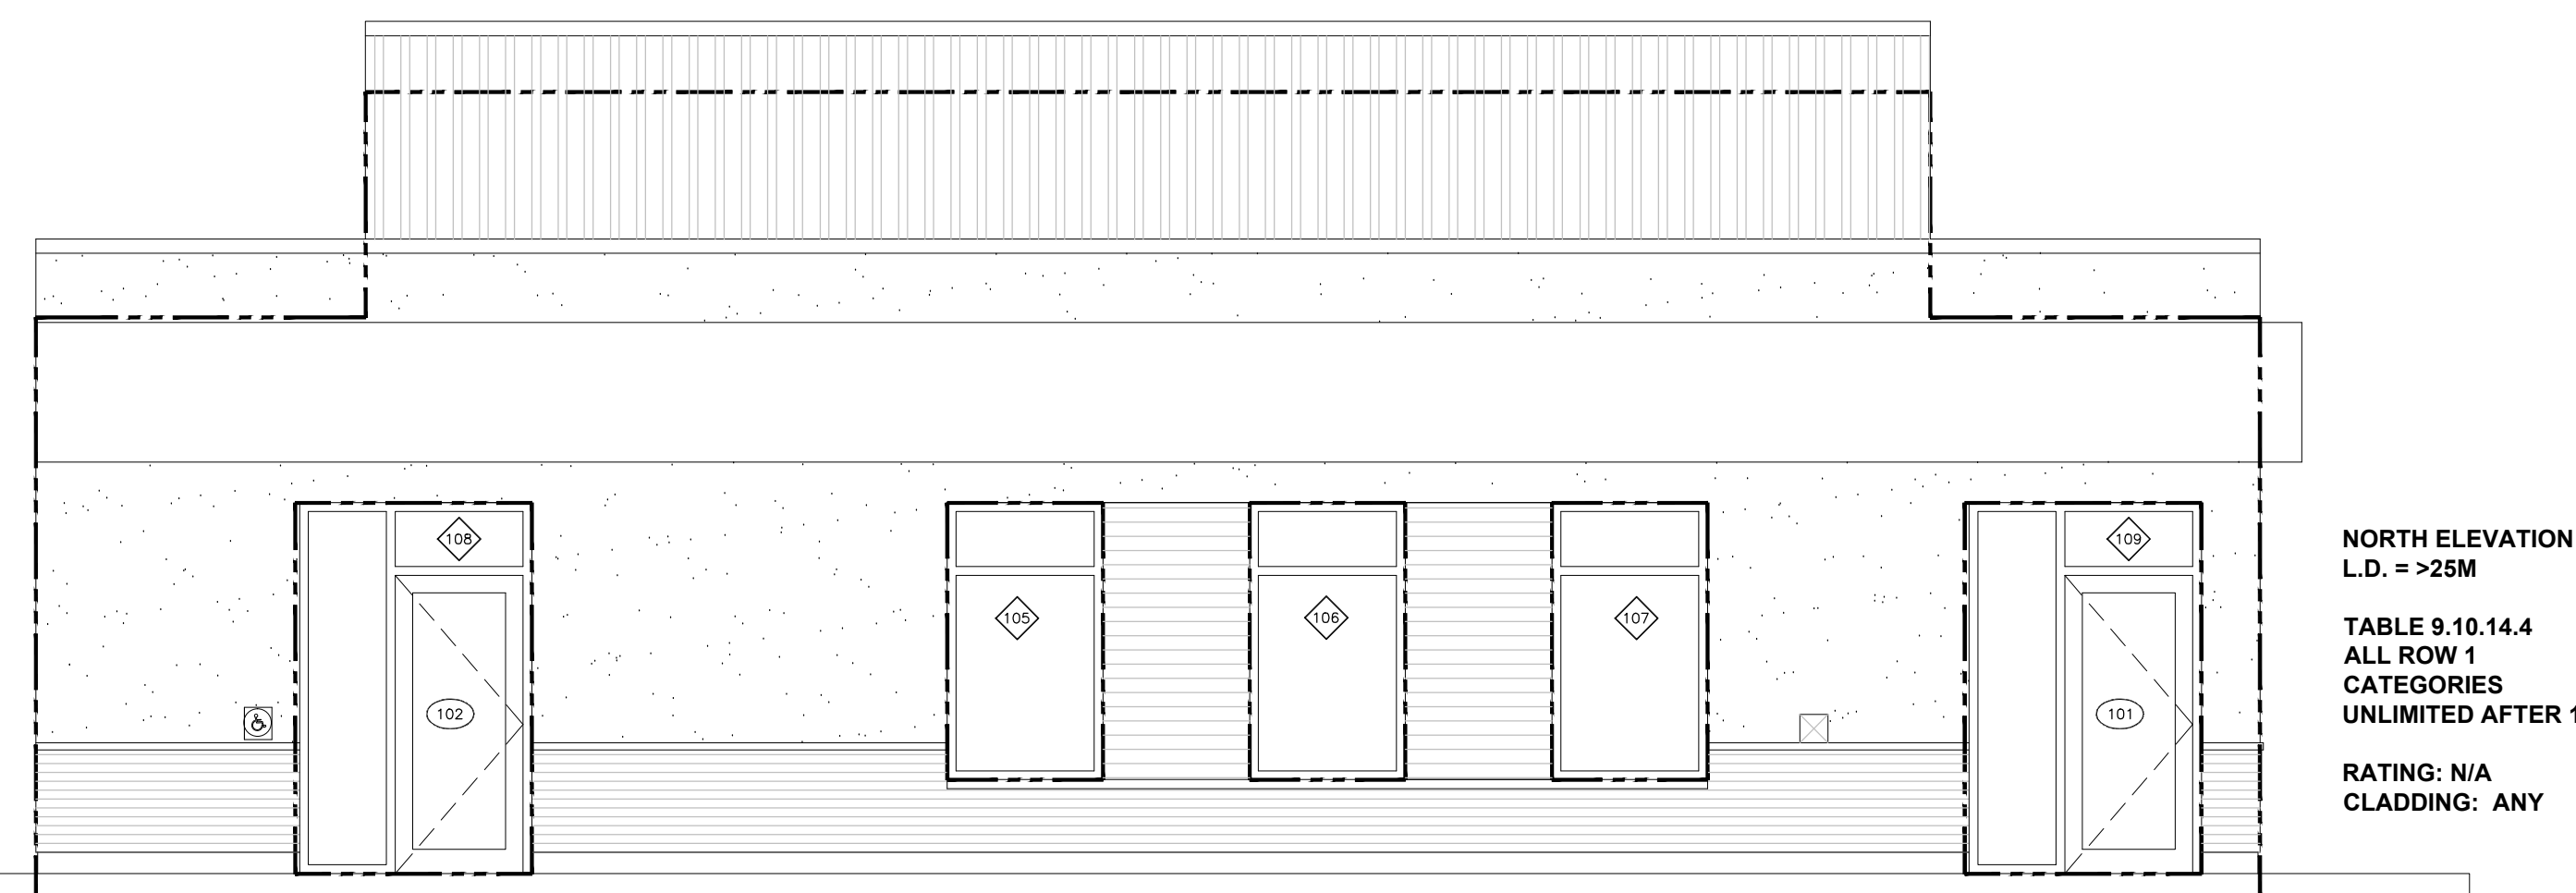 108
105
106
107
109
102
101
NORTH ELEVATION
L.D. = >25M
TABLE 9.10.14.4
ALL ROW 1
CATEGORIES
UNLIMITED AFTER 1
RATING: N/A
CLADDING: ANY